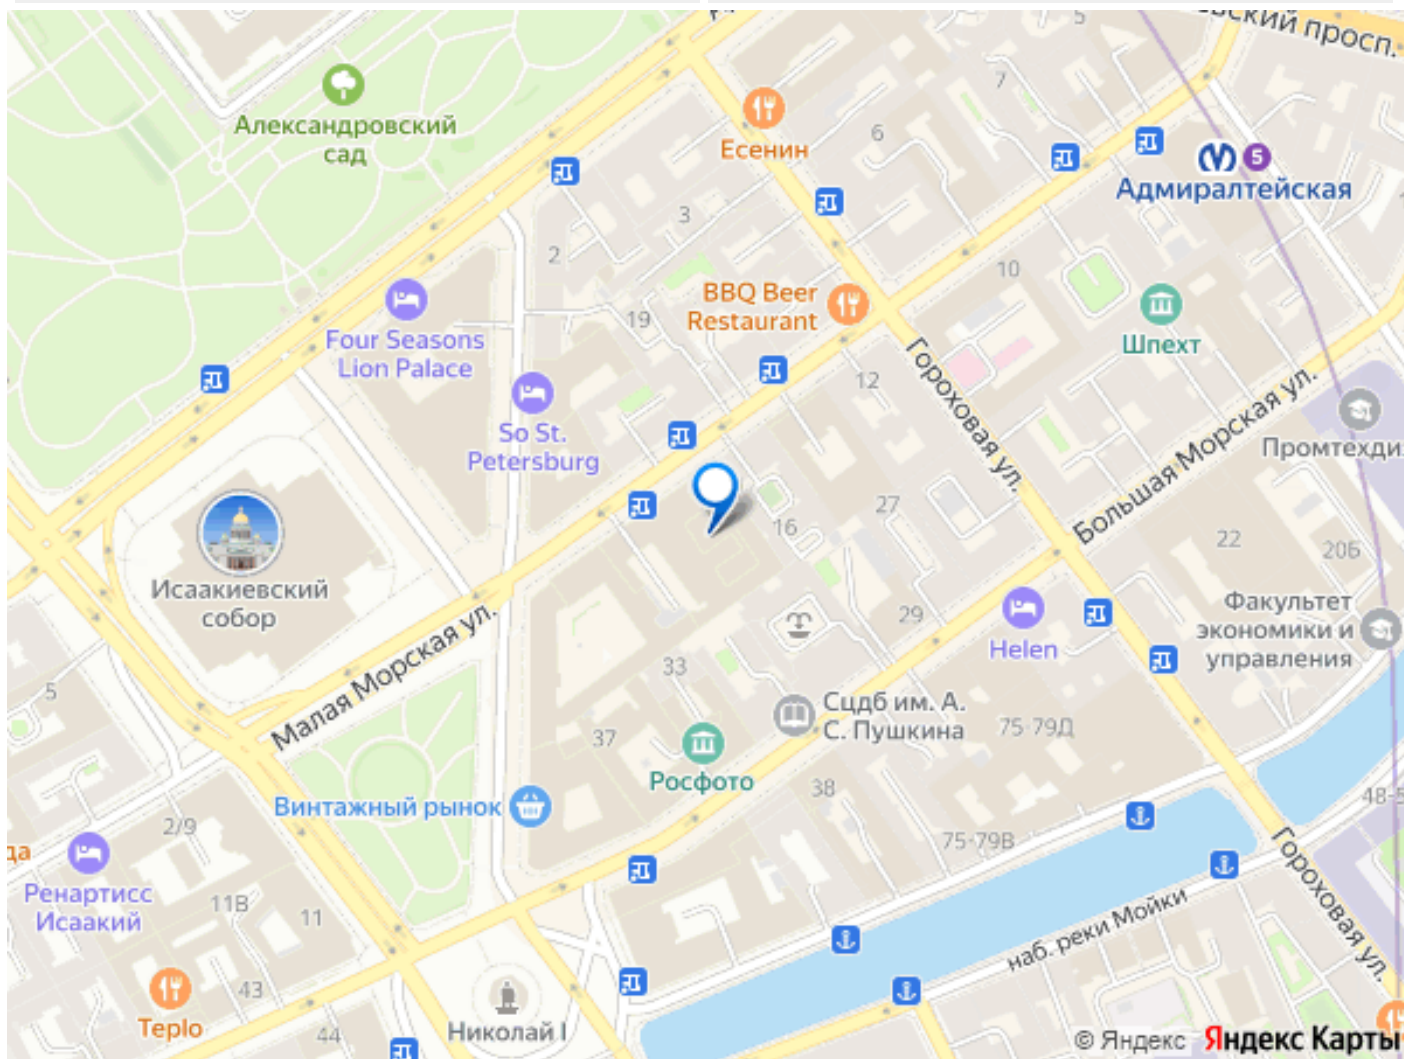 вский просп.
5
7
Александровский
сад
Есенин
6
5
Адмиралтейская
3
2
10
BBQ Beer
Restaurant
19
Four Seasons
Lion Palace
Шпехт
12
Гороховая ул.
So St.
Petersburg
Большая Морская ул.
Промтехди
16
27
22
20Б
Исаакиевский
собор
Малая Морская ул.
29
Helen
Факультет
экономики и
управления
33
5
Сцдб им. А.
С. Пушкина
75-79Д
37
Росфото
38
Винтажный рынок
48-5
2/9
75-79В
да
Ренартисс
Исаакий
11В
11
Гороховая ул.
наб. реки Мойки
43
Teplo
44
Николай I
© Яндекс Яндекс Карты